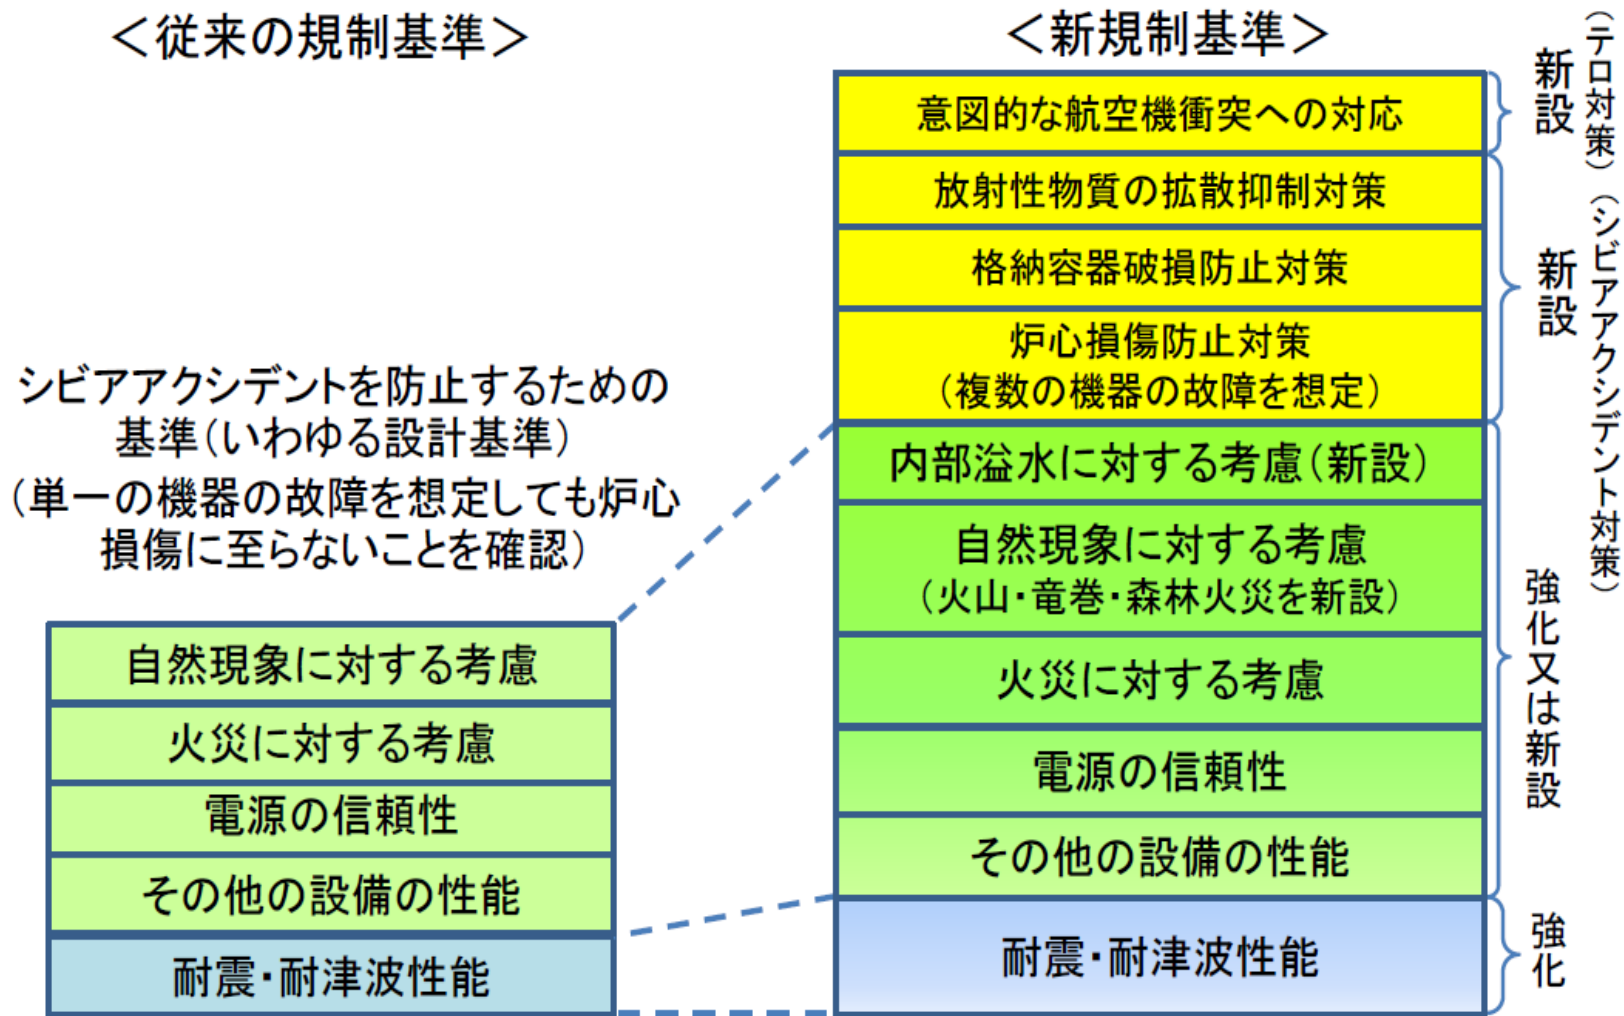 ＜従来の規制基準＞
シビアアクシデントを防止するための
基準（いわゆる設計基準）
（単一の機器の故障を想定しても炉心
損傷に至らないことを確認）
自然現象に対する考慮
火災に対する考慮
電源の信頼性
その他の設備の性能
耐震・耐津波性能
＜新規制基準＞
意図的な航空機衝突への対応
放射性物質の拡散抑制対策
格納容器破損防止対策
炉心損傷防止対策
（複数の機器の故障を想定）
内部溢水に対する考慮（新設）
自然現象に対する考慮
（火山・竜巻・森林火災を新設）
火災に対する考慮
電源の信頼性
その他の設備の性能
耐震・耐津波性能
新設
（テロ対策）
新設
（シビアアクシデント対策）
強化又は新設
強化